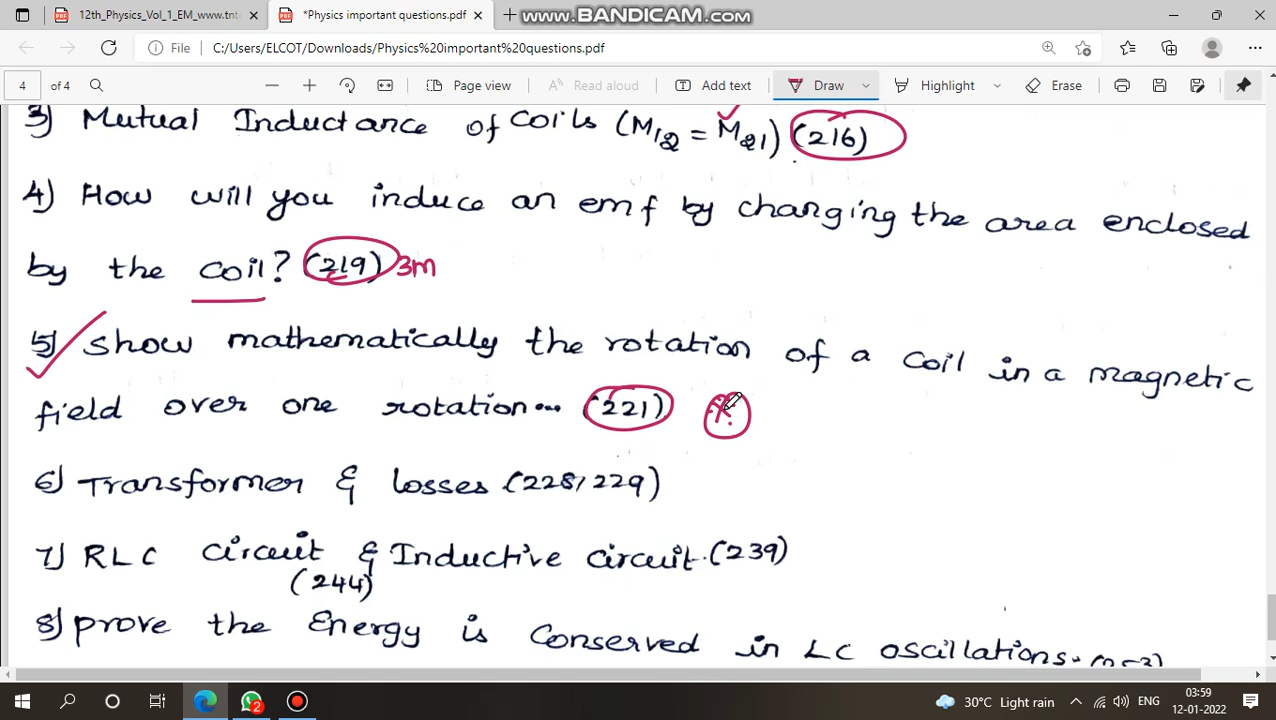 www.BANDICAM.com
12th_Physics_Vol_1_EM_www.tnt
*Physics important questions.pdf
File C:/Users/ELCOT/Downloads/Physics%20important%20questions.pdf
4 of 4 Page view Read aloud Add text Draw Highlight Erase
3) Mutual Inductance of coils (M12 = M21) (216)
4) How will you induce an emf by changing the area enclosed
by the coil? (219) 3m
5) show mathematically the rotation of a coil in a magnetic
field over one rotation... (221)
6) Transformer & losses (228/229)
7) RLC circuit & Inductive circuit. (239)
(244)
8) prove the Energy is conserved in LC oscillations.
30°C Light rain ENG 03:59
12-01-2022
2